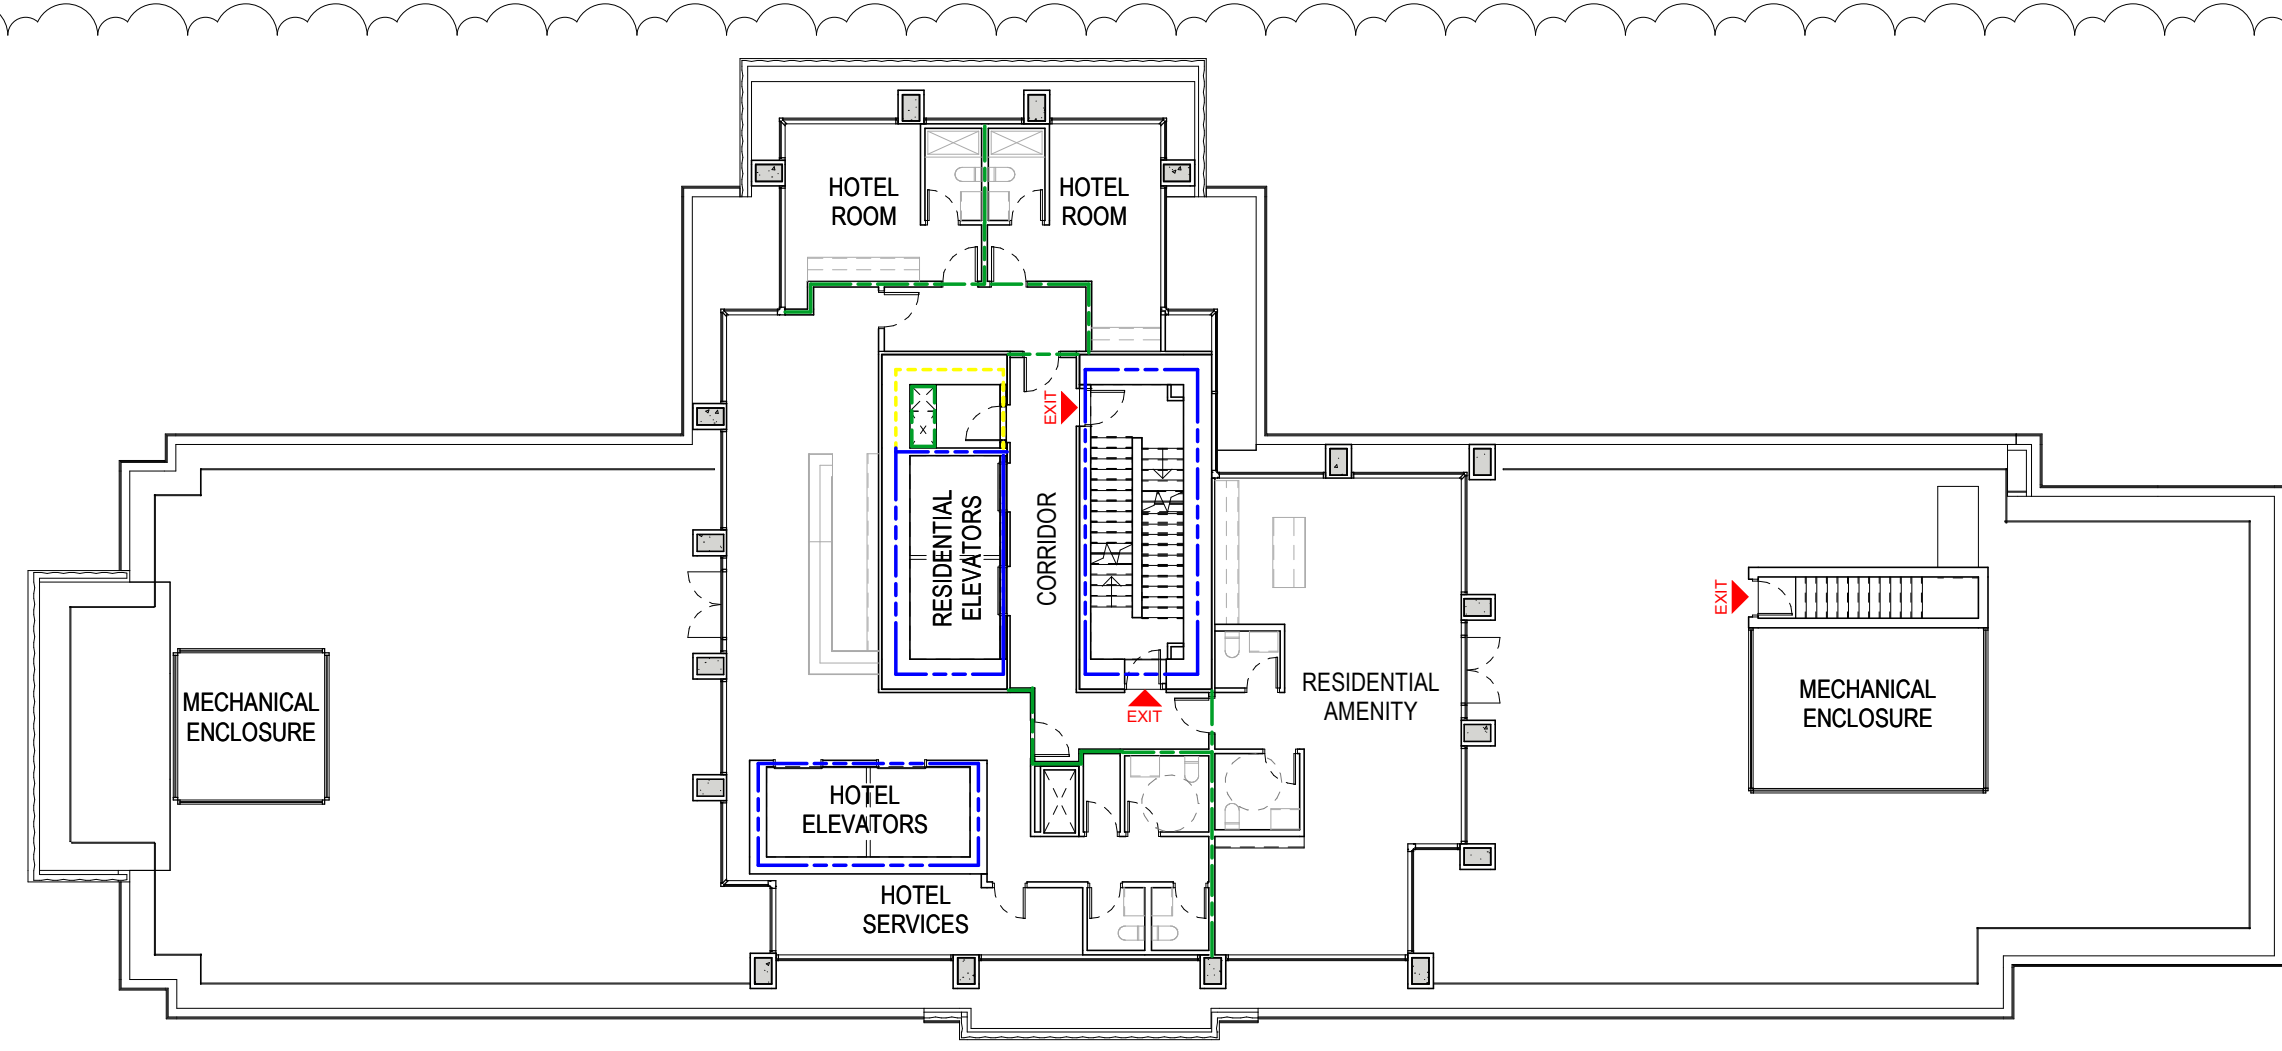 HOTEL
ROOM
HOTEL
ROOM
EXIT
X
RESIDENTIAL
ELEVATORS
CORRIDOR
EXIT
MECHANICAL
ENCLOSURE
RESIDENTIAL
AMENITY
MECHANICAL
ENCLOSURE
EXIT
HOTEL
ELEVATORS
HOTEL
SERVICES